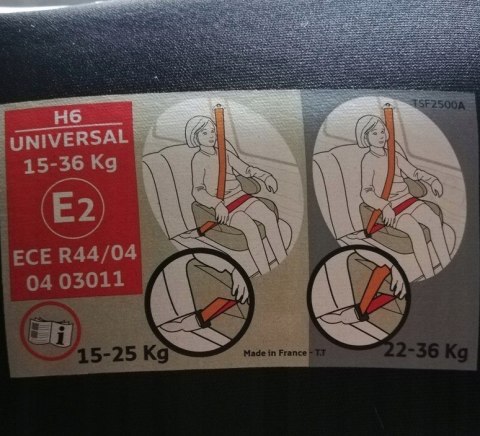 H6
UNIVERSAL
15-36 Kg
E2
ECE R44/04
04 03011
i
15-25 Kg
Made in France - T.T
TSF2500A
22-36 Kg